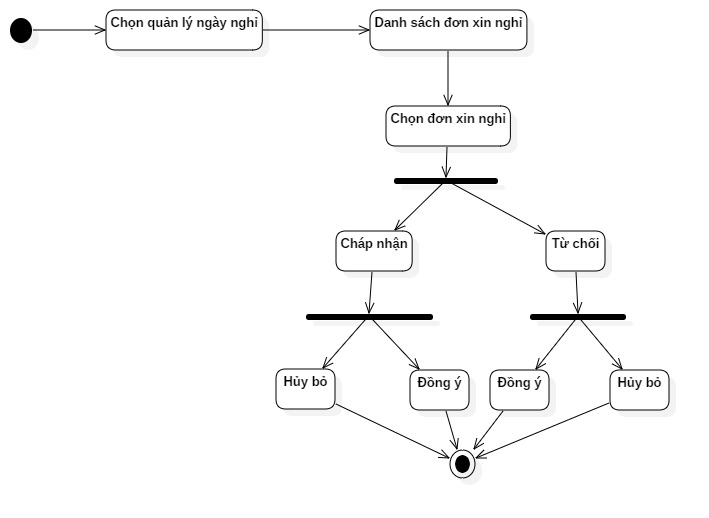 Chọn quản lý ngày nghỉ
Danh sách đơn xin nghỉ
Chọn đơn xin nghỉ
Cháp nhận
Từ chối
Hủy bỏ
Đồng ý
Đồng ý
Hủy bỏ